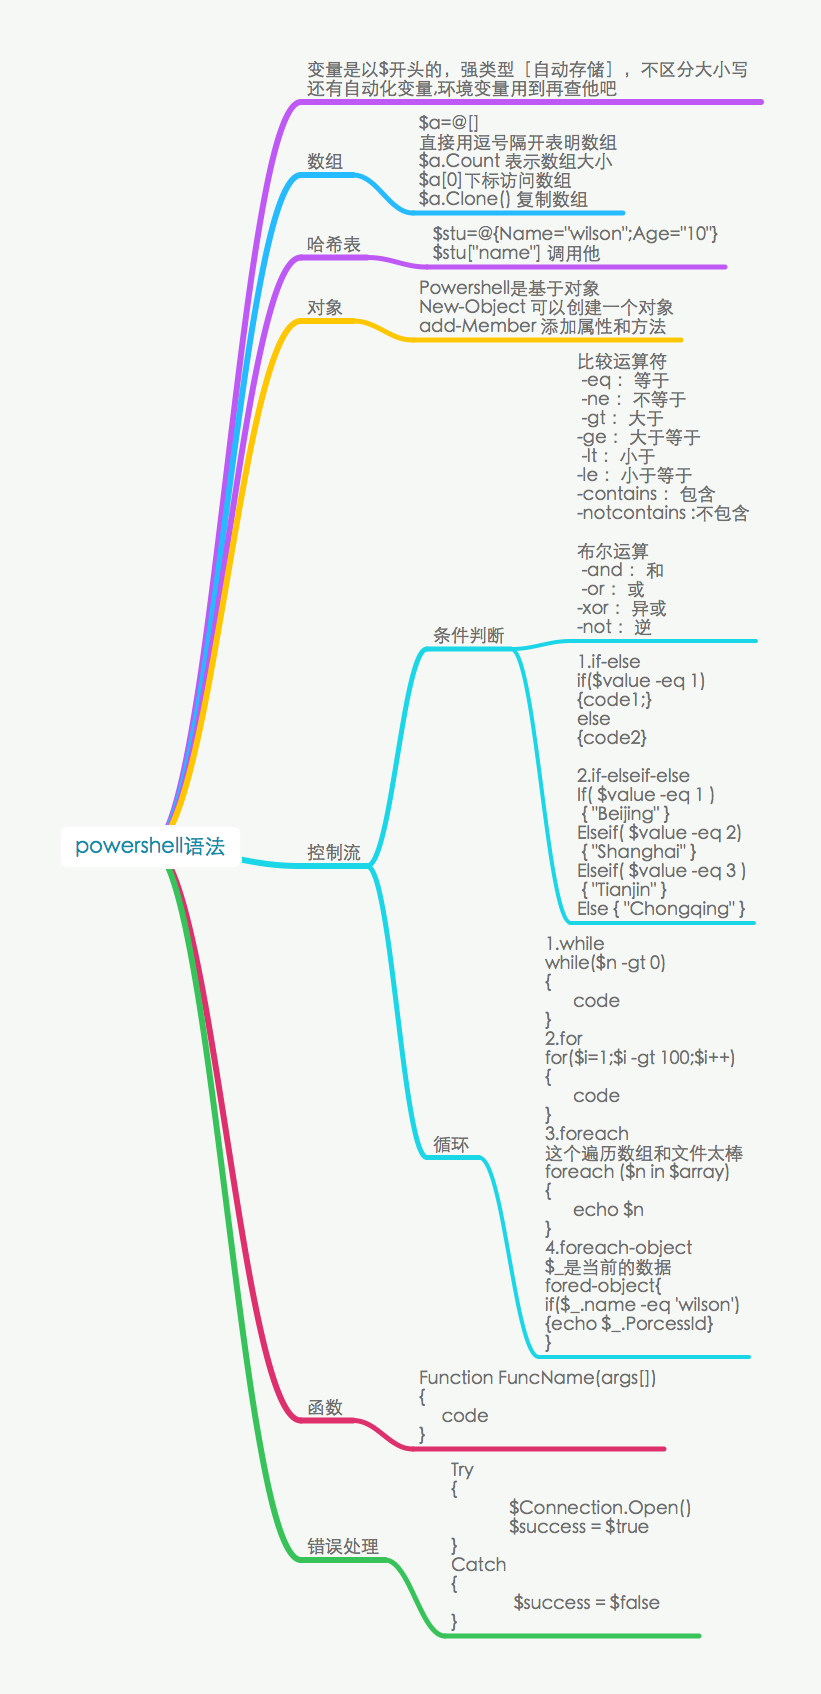 变量是以$开头的，强类型［自动存储］，不区分大小写
还有自动化变量,环境变量用到再查他吧
数组
$a=@[]
直接用逗号隔开表明数组
$a.Count 表示数组大小
$a[0]下标访问数组
$a.Clone() 复制数组
哈希表
$stu=@{Name="wilson";Age="10"}
$stu["name"] 调用他
对象
Powershell是基于对象
New-Object 可以创建一个对象
add-Member 添加属性和方法
powershell语法
控制流
条件判断
比较运算符
-eq： 等于
-ne： 不等于
-gt： 大于
-ge： 大于等于
-lt： 小于
-le： 小于等于
-contains： 包含
-notcontains :不包含
布尔运算
-and： 和
-or： 或
-xor： 异或
-not： 逆
1.if-else
if($value -eq 1)
{code1;}
else
{code2}
2.if-elseif-else
If( $value -eq 1 )
{ "Beijing" }
Elseif( $value -eq 2)
{ "Shanghai" }
Elseif( $value -eq 3 )
{ "Tianjin" }
Else { "Chongqing" }
循环
1.while
while($n -gt 0)
{
code
}
2.for
for($i=1;$i -gt 100;$i++)
{
code
}
3.foreach
这个遍历数组和文件太棒
foreach ($n in $array)
{
echo $n
}
4.foreach-object
$_是当前的数据
fored-object{
if($_.name -eq 'wilson')
{echo $_.PorcessId}
}
函数
Function FuncName(args[])
{
code
}
错误处理
Try
{
$Connection.Open()
$success = $true
}
Catch
{
$success = $false
}